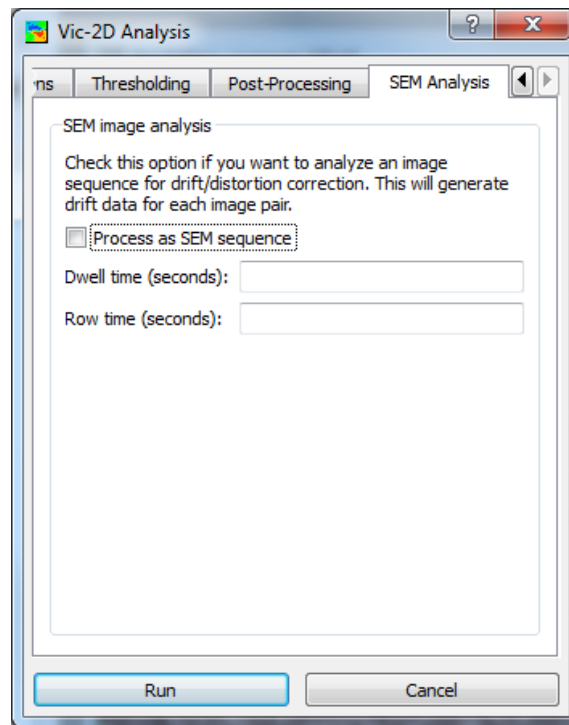 Vic-2D Analysis
?
ns Thresholding Post-Processing SEM Analysis
SEM image analysis
Check this option if you want to analyze an image
sequence for drift/distortion correction. This will generate
drift data for each image pair.
Process as SEM sequence
Dwell time (seconds):
Row time (seconds):
Run Cancel